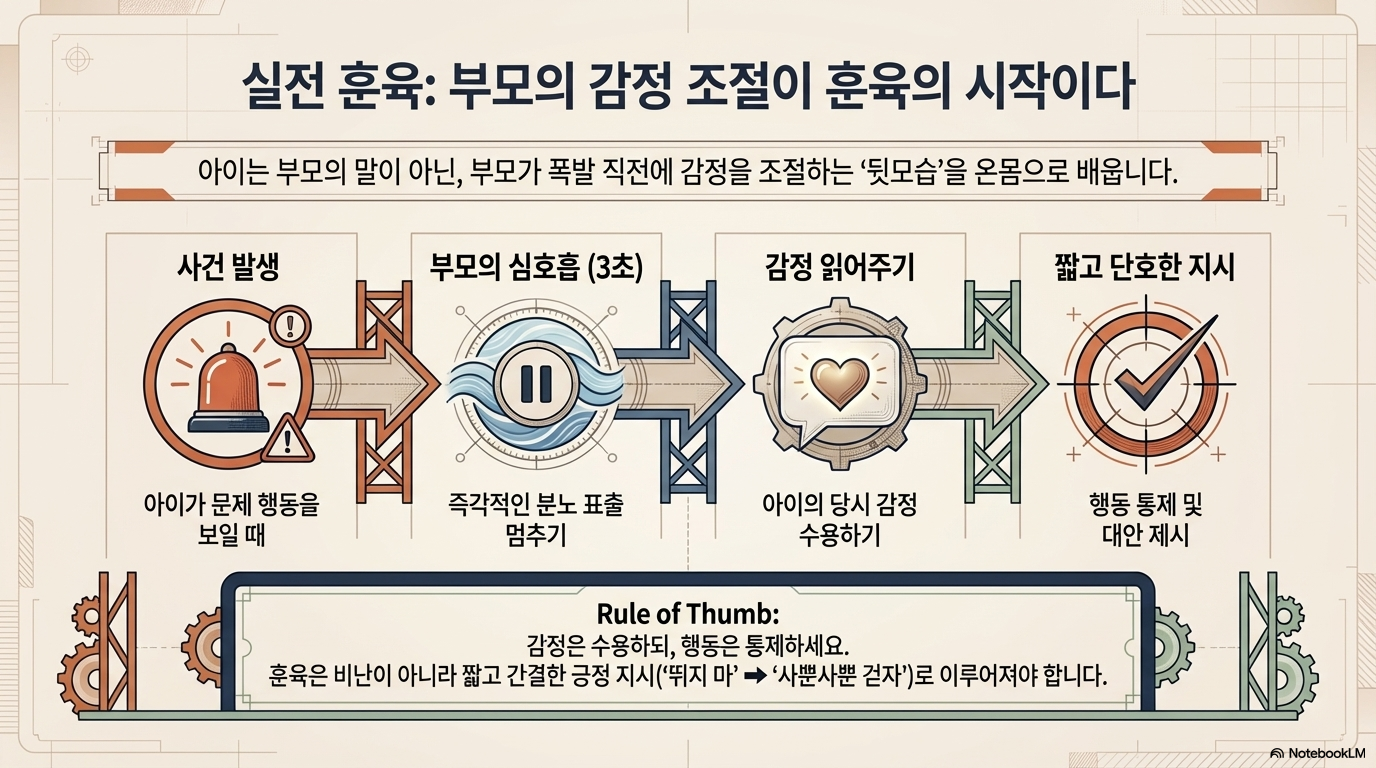 실전 훈육: 부모의 감정 조절이 훈육의 시작이다
아이는 부모의 말이 아닌, 부모가 폭발 직전에 감정을 조절하는 ‘뒷모습’을 온몸으로 배웁니다.
사건 발생
아이가 문제 행동을
보일 때
부모의 심호흡 (3초)
즉각적인 분노 표출
멈추기
감정 읽어주기
아이의 당시 감정
수용하기
짧고 단호한 지시
행동 통제 및
대안 제시
Rule of Thumb:
감정은 수용하되, 행동은 통제하세요.
훈육은 비난이 아니라 짧고 간결한 긍정 지시(‘뛰지 마’ ➡ ‘사뿐사뿐 걷자’)로 이루어져야 합니다.
NotebookLM